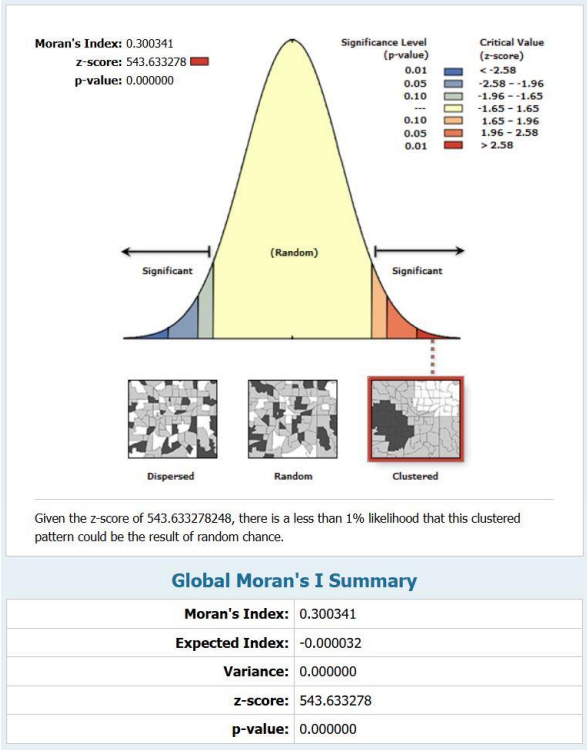 Moran's Index: 0.300341
z-score: 543.633278
p-value: 0.000000
Significance Level
(p-value)
Critical Value
(z-score)
0.01 < -2.58
0.05 -2.58 - -1.96
0.10 -1.96 - -1.65
--- -1.65 - 1.65
0.10 1.65 - 1.96
0.05 1.96 - 2.58
0.01 > 2.58
(Random)
Significant
Significant
Dispersed
Random
Clustered
Given the z-score of 543.633278248, there is a less than 1% likelihood that this clustered
pattern could be the result of random chance.
Global Moran's I Summary
Moran's Index: 0.300341
Expected Index: -0.000032
Variance: 0.000000
z-score: 543.633278
p-value: 0.000000